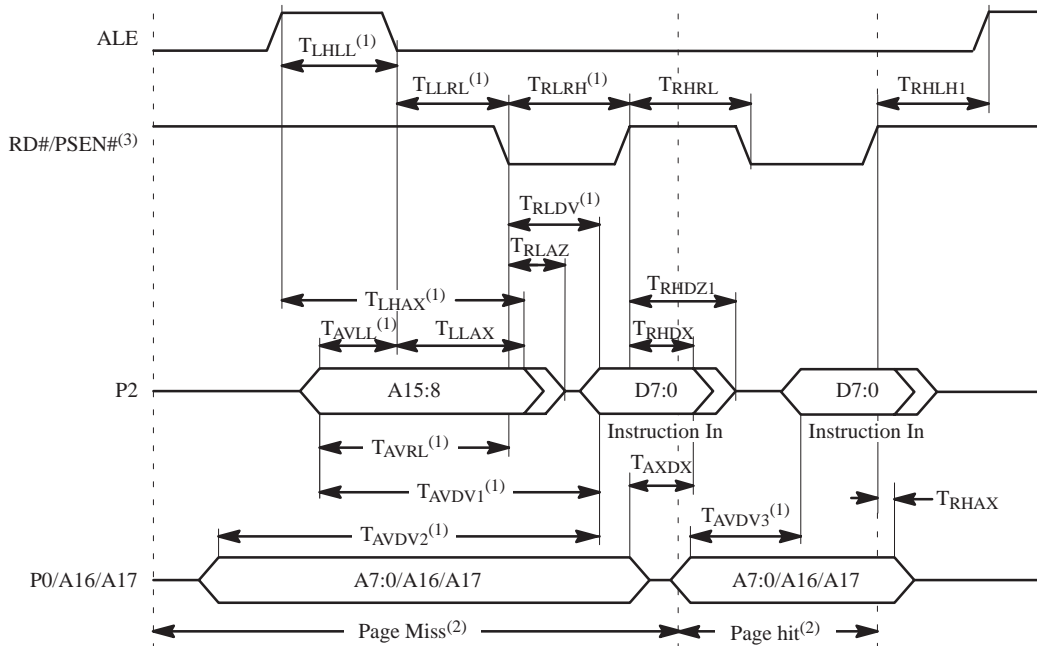 ALE
TLHLL(1)
TLLRL(1) TRLRH(1) TRHRL TRHLH1
RD#/PSEN#(3)
TRLDV(1)
TRLAZ
TLHAX(1) TRHDZ1
TAVLL(1) TLLAX TRHDX
P2 A15:8 D7:0 D7:0
TAVRL(1) Instruction In Instruction In
TAXDX
TAVDV1(1) TRHAX
TAVDV2(1) TAVDV3(1)
P0/A16/A17 A7:0/A16/A17 A7:0/A16/A17
Page Miss(2) Page hit(2)